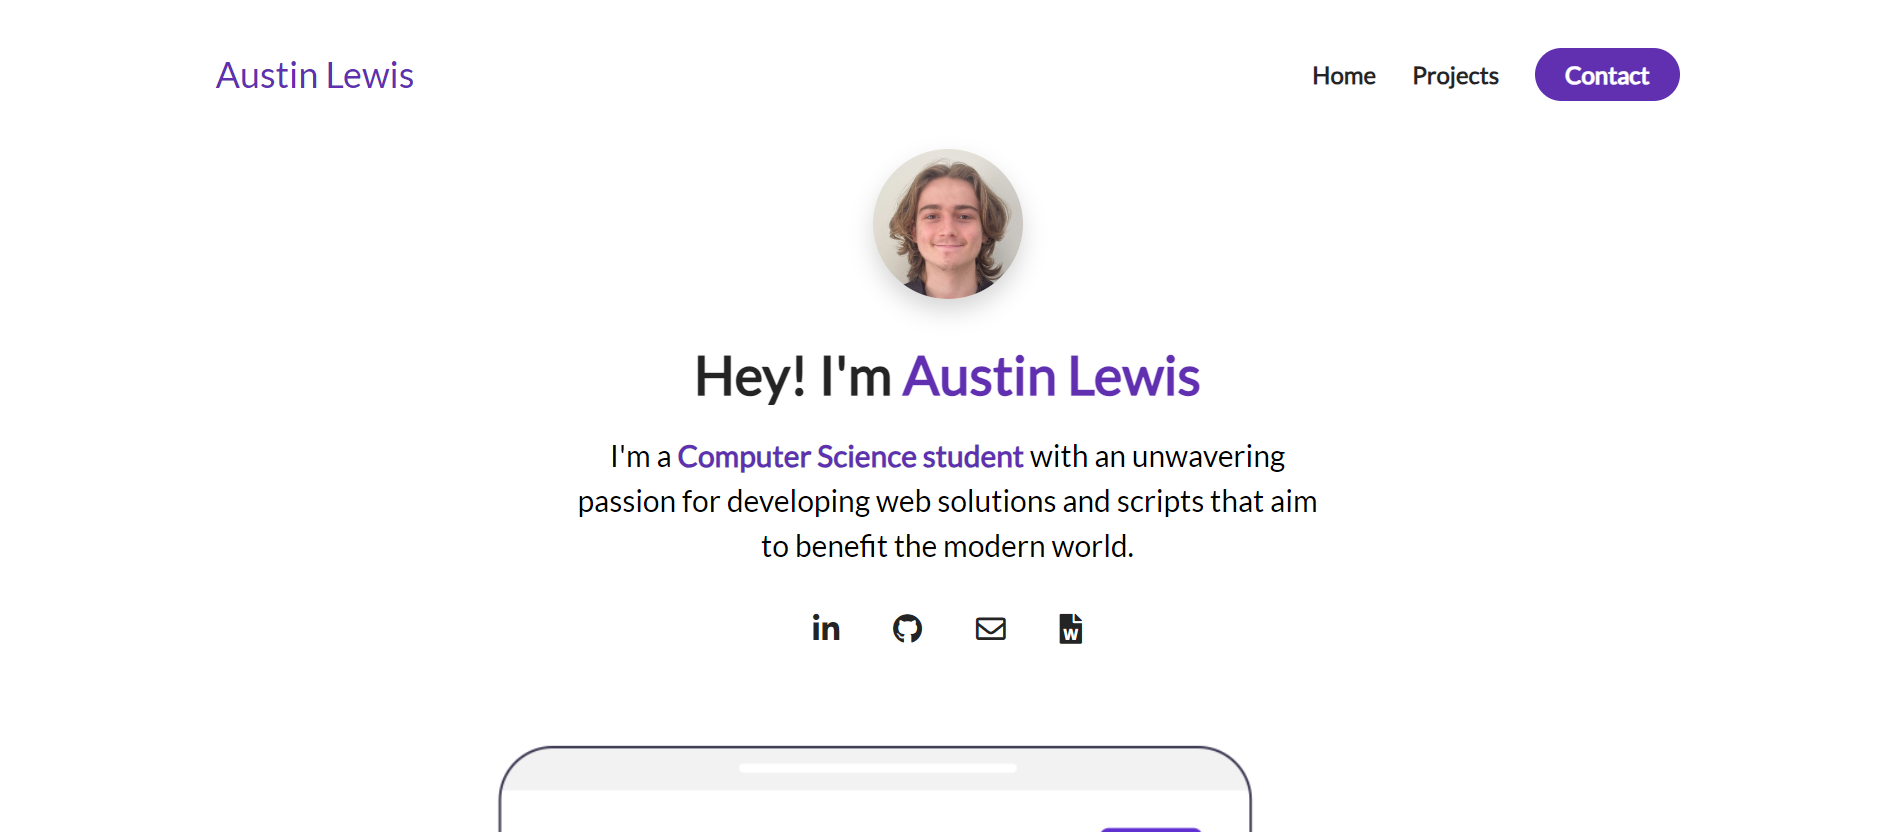 Austin Lewis
Home Projects Contact
Hey! I'm Austin Lewis
I'm a Computer Science student with an unwavering
passion for developing web solutions and scripts that aim
to benefit the modern world.
in
W